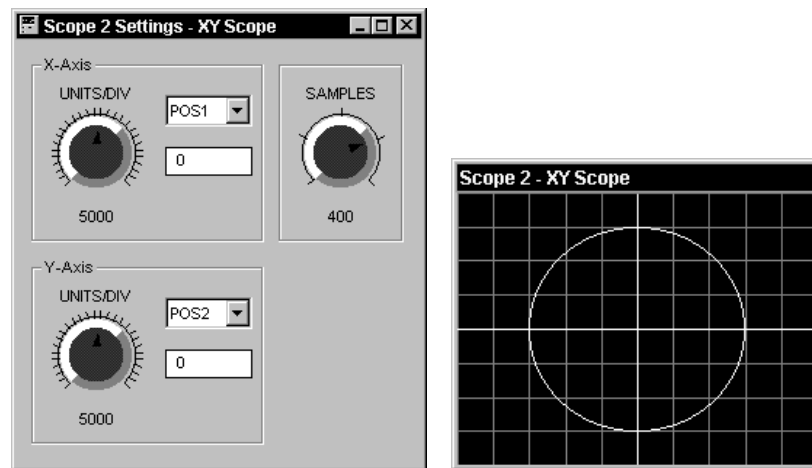 Scope 2 Settings - XY Scope
X-Axis
UNITS/DIV
POS1
0
5000
SAMPLES
400
Y-Axis
UNITS/DIV
POS2
0
5000
Scope 2 - XY Scope